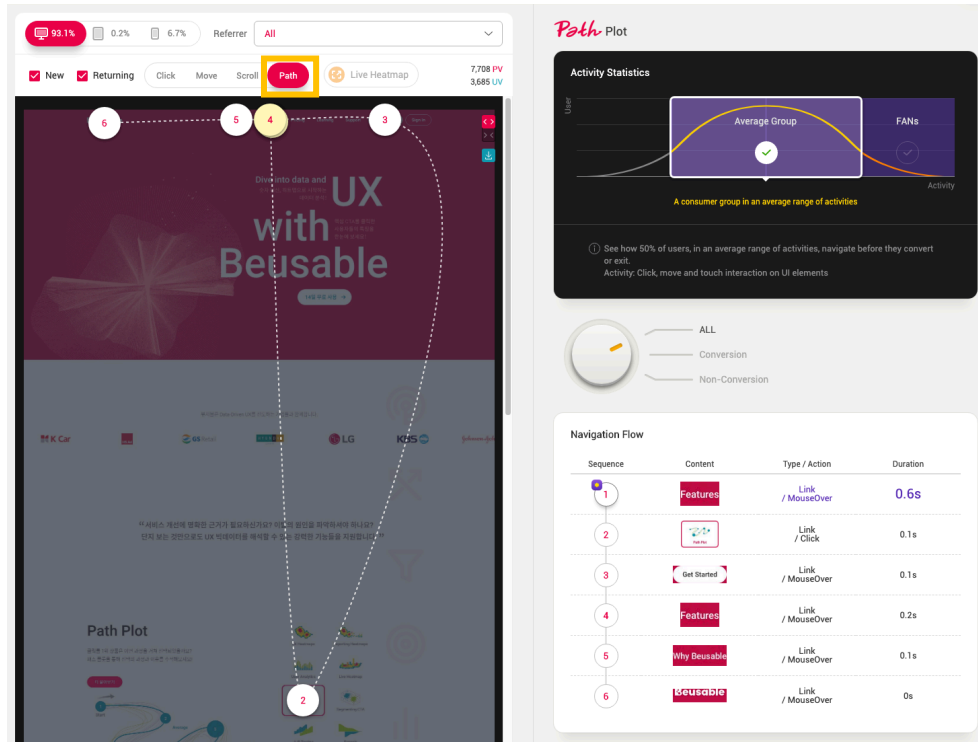 93.1%
0.2%
6.7%
Referrer
All
New
Returning
Click
Move
Scroll
Path
Live Heatmap
7,708 PV
3,685 UV
6
5
4
3
Dive into data and
UX
with
Beusable
K Car
LG
KBS
Path Plot
2
Path Plot
Activity Statistics
User
Average Group
FANs
Activity
A consumer group in an average range of activities
See how 50% of users, in an average range of activities, navigate before they convert
or exit.
Activity: Click, move and touch interaction on UI elements
ALL
Conversion
Non-Conversion
Navigation Flow
Sequence Content Type / Action Duration
1 Features Link / MouseOver 0.6s
2 Path Plot Link / Click 0.1s
3 Get Started Link / MouseOver 0.1s
4 Features Link / MouseOver 0.2s
5 Why Beusable Link / MouseOver 0.1s
6 Beusable Link / MouseOver 0s